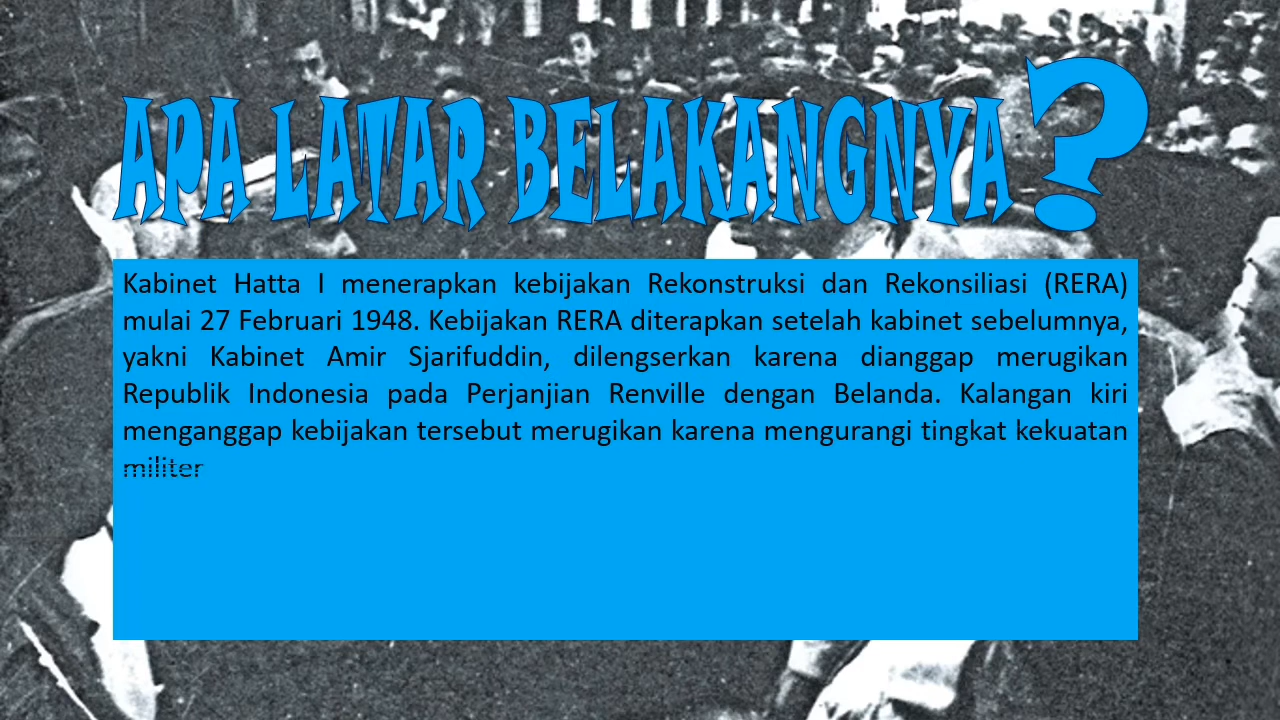 APA LATAR BELAKANGNYA?
Kabinet Hatta I menerapkan kebijakan Rekonstruksi dan Rekonsiliasi (RERA)
mulai 27 Februari 1948. Kebijakan RERA diterapkan setelah kabinet sebelumnya,
yakni Kabinet Amir Sjarifuddin, dilengserkan karena dianggap merugikan
Republik Indonesia pada Perjanjian Renville dengan Belanda. Kalangan kiri
menganggap kebijakan tersebut merugikan karena mengurangi tingkat kekuatan
militer